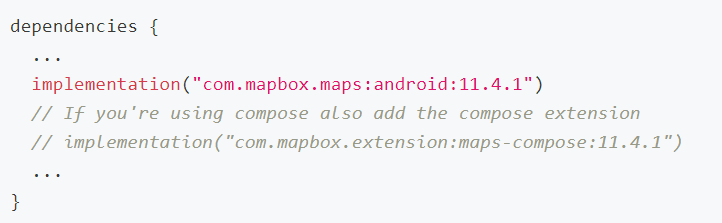 dependencies {
...
implementation("com.mapbox.maps:android:11.4.1")
// If you're using compose also add the compose extension
// implementation("com.mapbox.extension:maps-compose:11.4.1")
...
}